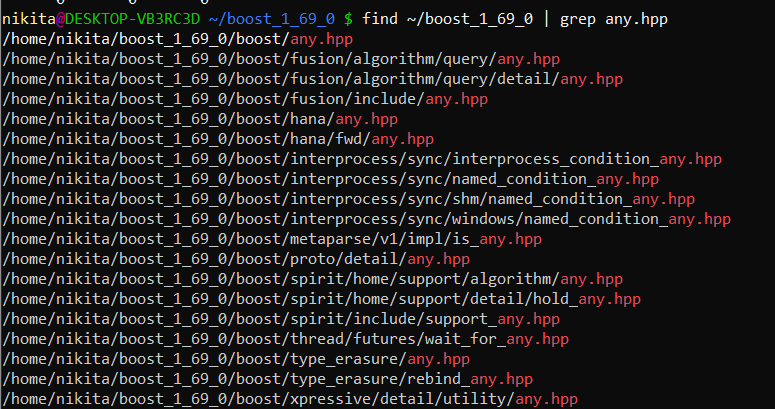 nikita@DESKTOP-VB3RC3D ~/boost_1_69_0 $ find ~/boost_1_69_0 | grep any.hpp
/home/nikita/boost_1_69_0/boost/any.hpp
/home/nikita/boost_1_69_0/boost/fusion/algorithm/query/any.hpp
/home/nikita/boost_1_69_0/boost/fusion/algorithm/query/detail/any.hpp
/home/nikita/boost_1_69_0/boost/fusion/include/any.hpp
/home/nikita/boost_1_69_0/boost/hana/any.hpp
/home/nikita/boost_1_69_0/boost/hana/fwd/any.hpp
/home/nikita/boost_1_69_0/boost/interprocess/sync/interprocess_condition_any.hpp
/home/nikita/boost_1_69_0/boost/interprocess/sync/named_condition_any.hpp
/home/nikita/boost_1_69_0/boost/interprocess/sync/shm/named_condition_any.hpp
/home/nikita/boost_1_69_0/boost/interprocess/sync/windows/named_condition_any.hpp
/home/nikita/boost_1_69_0/boost/metaparse/v1/impl/is_any.hpp
/home/nikita/boost_1_69_0/boost/proto/detail/any.hpp
/home/nikita/boost_1_69_0/boost/spirit/home/support/algorithm/any.hpp
/home/nikita/boost_1_69_0/boost/spirit/home/support/detail/hold_any.hpp
/home/nikita/boost_1_69_0/boost/spirit/include/support_any.hpp
/home/nikita/boost_1_69_0/boost/thread/futures/wait_for_any.hpp
/home/nikita/boost_1_69_0/boost/type_erasure/any.hpp
/home/nikita/boost_1_69_0/boost/type_erasure/rebind_any.hpp
/home/nikita/boost_1_69_0/boost/xpressive/detail/utility/any.hpp